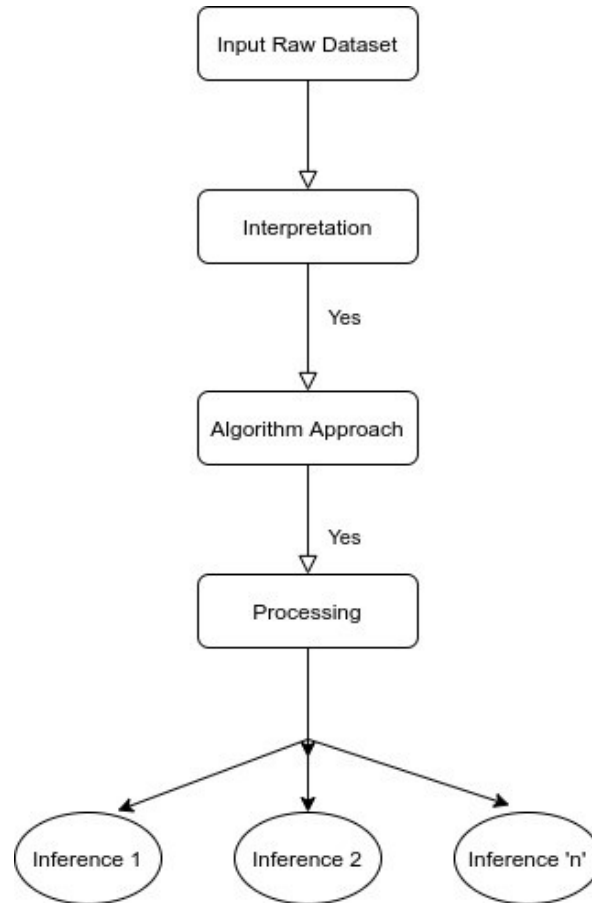 Input Raw Dataset
Interpretation
Yes
Algorithm Approach
Yes
Processing
Inference 1
Inference 2
Inference 'n'